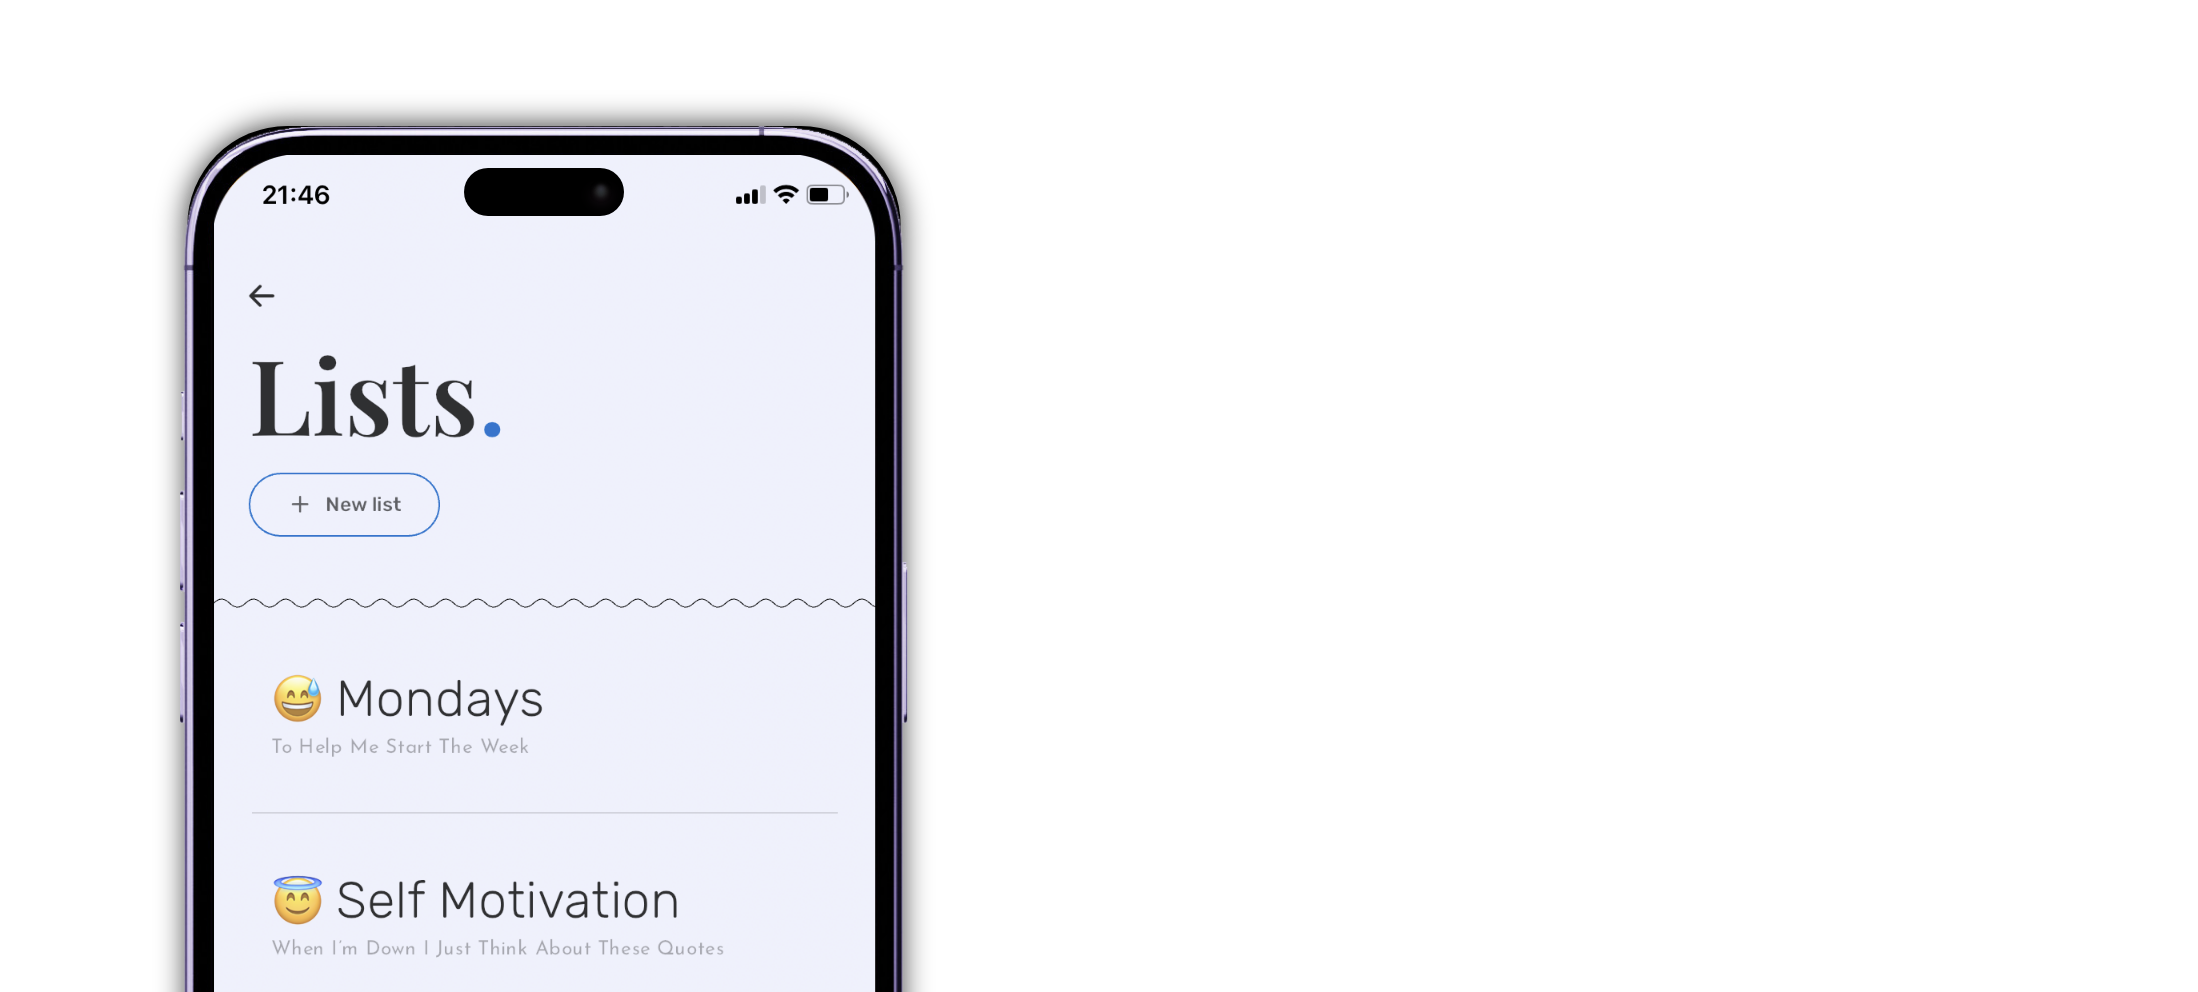 21:46
Lists.
+ New list
😅 Mondays
To Help Me Start The Week
😇 Self Motivation
When I'm Down I Just Think About These Quotes